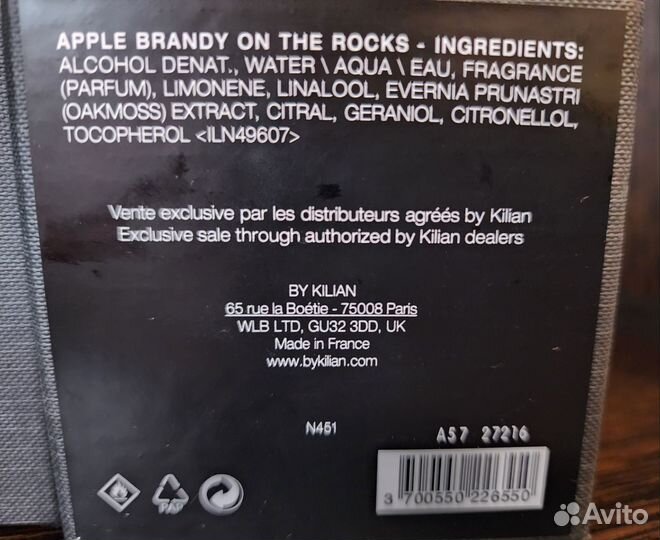 APPLE BRANDY ON THE ROCKS - INGREDIENTS:
ALCOHOL DENAT., WATER \ AQUA \ EAU, FRAGRANCE
(PARFUM), LIMONENE, LINALOOL, EVERNIA PRUNASTRI
(OAKMOSS) EXTRACT, CITRAL, GERANIOL, CITRONELLOL,
TOCOPHEROL <ILN49607>
Vente exclusive par les distributeurs agréés by Kilian
Exclusive sale through authorized by Kilian dealers
BY KILIAN
65 rue la Boétie - 75008 Paris
WLB LTD, GU32 3DD, UK
Made in France
www.bykilian.com
N451
A57 27216
PAP
3 700550 226550
Avito